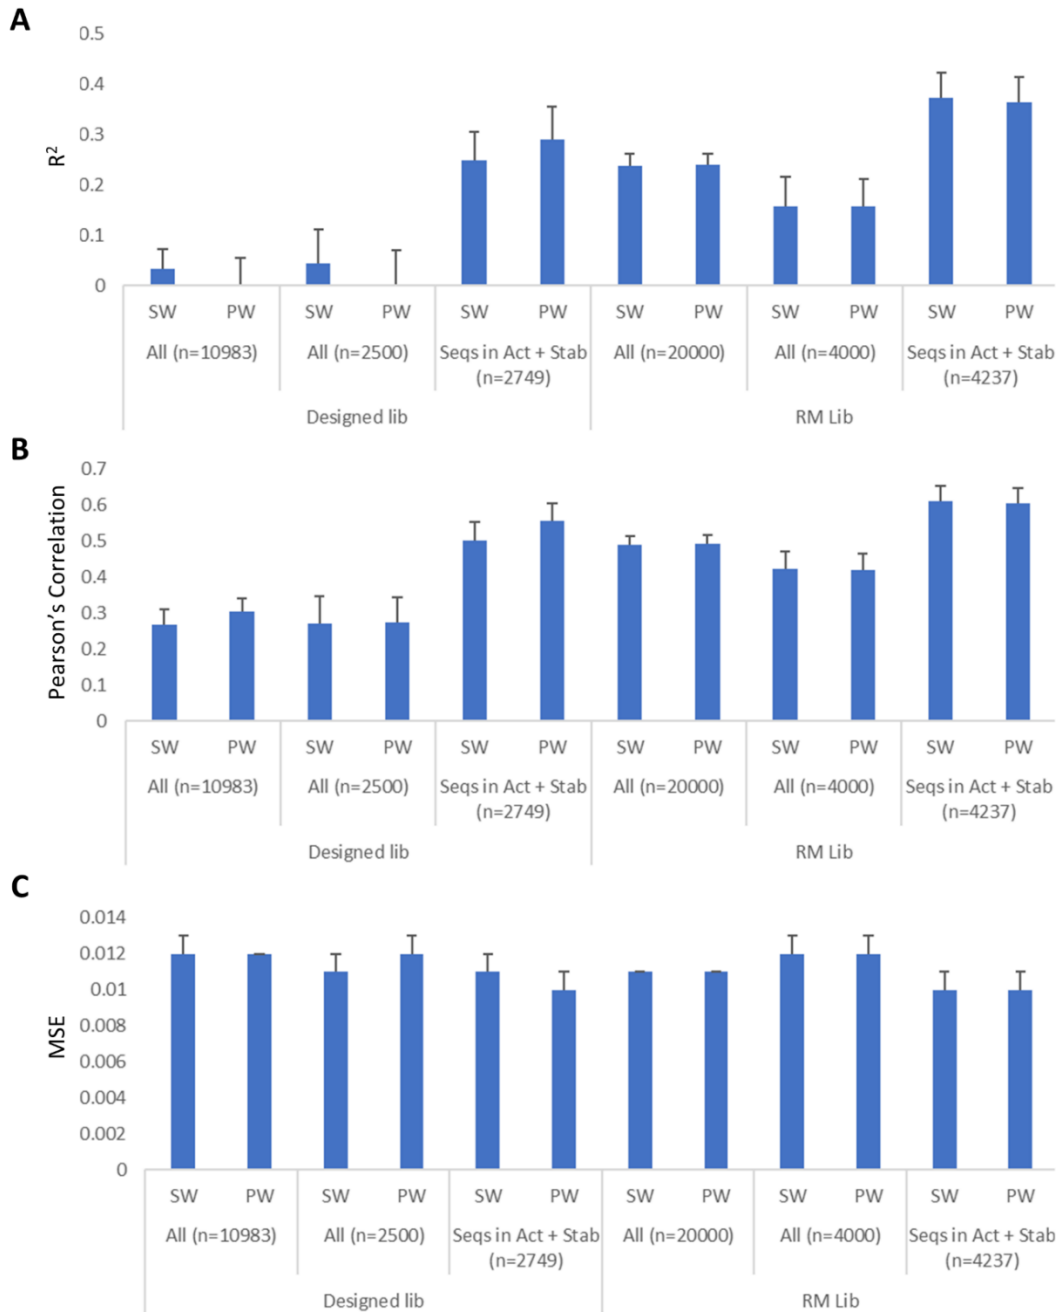 A
0.5
0.4
0.3
0.2
0.1
0
R²
SW PW SW PW SW PW SW PW SW PW SW PW
All (n=10983) All (n=2500) Seqs in Act + Stab All (n=20000) All (n=4000) Seqs in Act + Stab
(n=2749) (n=4237)
Designed lib RM Lib
B
0.7
0.6
0.5
0.4
0.3
0.2
0.1
0
Pearson's Correlation
SW PW SW PW SW PW SW PW SW PW SW PW
All (n=10983) All (n=2500) Seqs in Act + Stab All (n=20000) All (n=4000) Seqs in Act + Stab
(n=2749) (n=4237)
Designed lib RM Lib
C
0.014
0.012
0.01
0.008
0.006
0.004
0.002
0
MSE
SW PW SW PW SW PW SW PW SW PW SW PW
All (n=10983) All (n=2500) Seqs in Act + Stab All (n=20000) All (n=4000) Seqs in Act + Stab
(n=2749) (n=4237)
Designed lib RM Lib